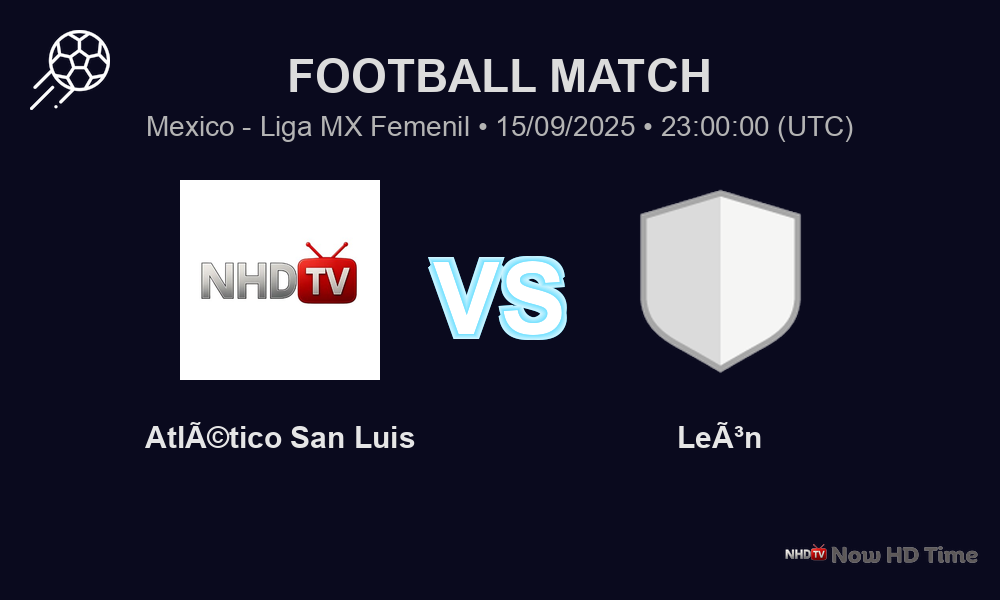 FOOTBALL MATCH
Mexico - Liga MX Femenil • 15/09/2025 • 23:00:00 (UTC)
NHD TV
VS
AtlÃ©tico San Luis
LeÃ³n
NHD TV Now HD Time